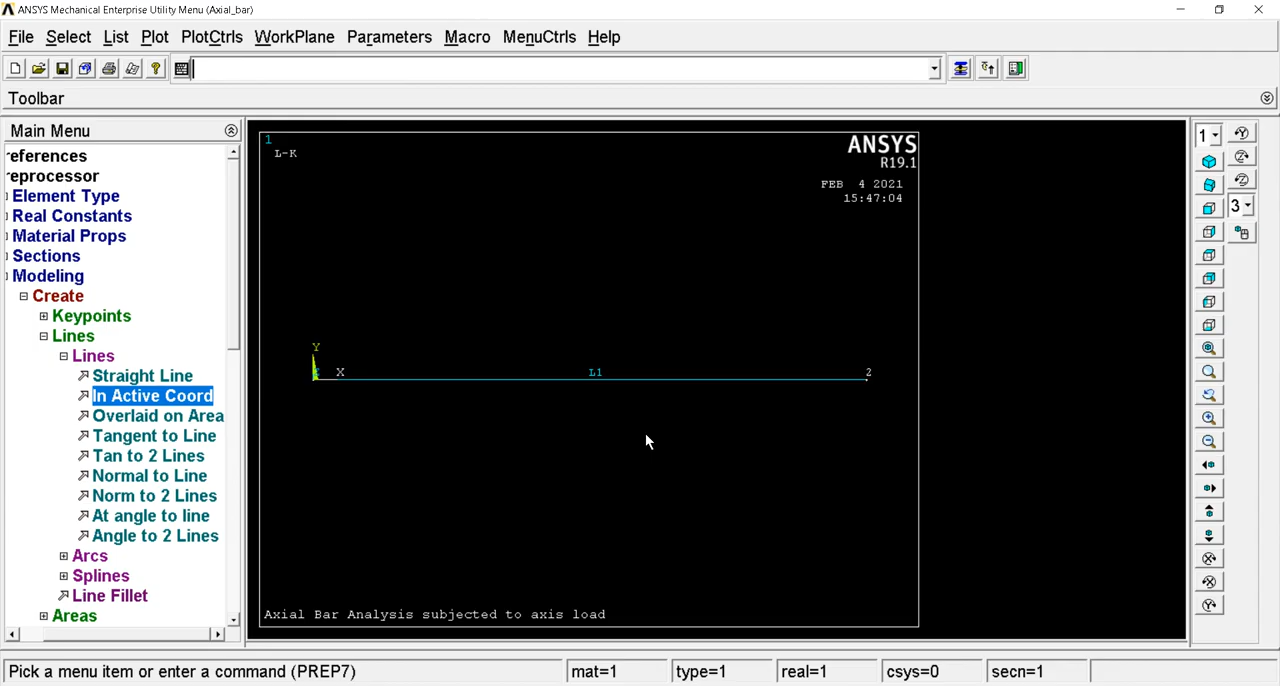 ANSYS Mechanical Enterprise Utility Menu (Axial_bar)
File Select List Plot PlotCtrls WorkPlane Parameters Macro MenuCtrls Help
Toolbar
Main Menu
references
reprocessor
Element Type
Real Constants
Material Props
Sections
Modeling
Create
Keypoints
Lines
Lines
Straight Line
In Active Coord
Overlaid on Area
Tangent to Line
Tan to 2 Lines
Normal to Line
Norm to 2 Lines
At angle to line
Angle to 2 Lines
Arcs
Splines
Line Fillet
Areas
1
L-K
ANSYS
R19.1
FEB 4 2021
15:47:04
Y
X
L1
2
Axial Bar Analysis subjected to axis load
1
3
Pick a menu item or enter a command (PREP7) mat=1 type=1 real=1 csys=0 secn=1